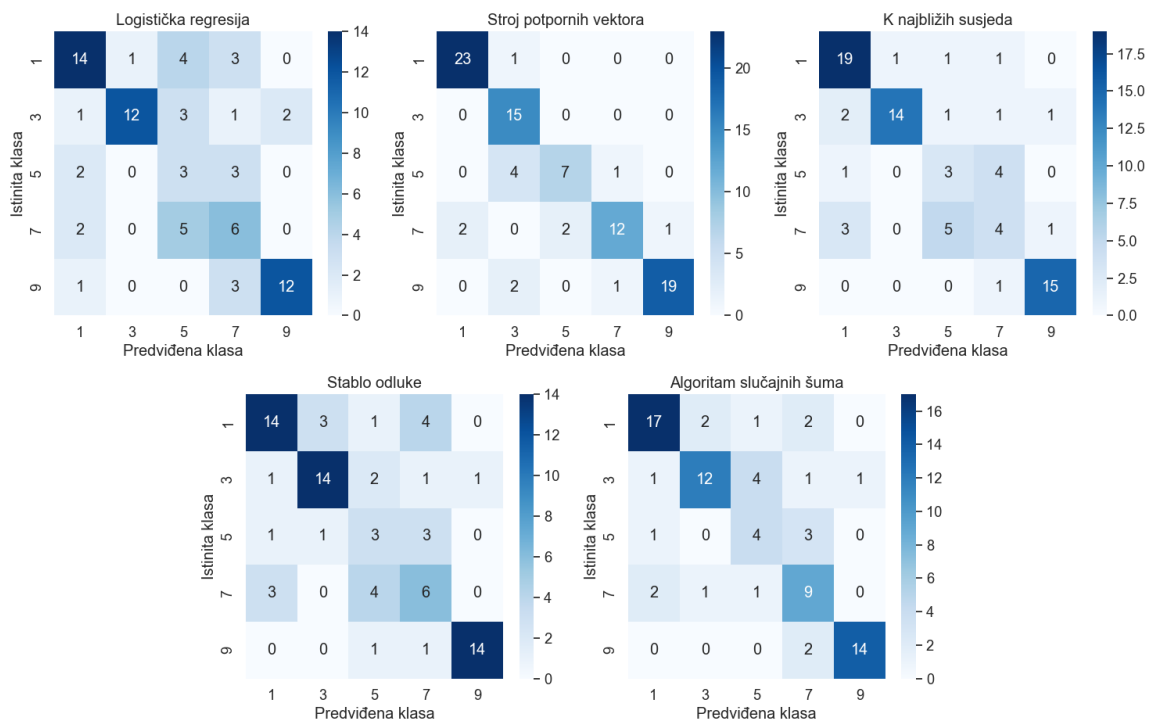 Logistička regresija
14 1 4 3 0
1 12 3 1 2
2 0 3 3 0
2 0 5 6 0
1 0 0 3 12
1 3 5 7 9
1 3 5 7 9
Istinita klasa
Predviđena klasa
14 12 10 8 6 4 2 0
Stroj potpornih vektora
23 1 0 0 0
0 15 0 0 0
0 4 7 1 0
2 0 2 12 1
0 2 0 1 19
1 3 5 7 9
1 3 5 7 9
Istinita klasa
Predviđena klasa
20 15 10 5 0
K najbližih susjeda
19 1 1 1 0
2 14 1 1 1
1 0 3 4 0
3 0 5 4 1
0 0 0 1 15
1 3 5 7 9
1 3 5 7 9
Istinita klasa
Predviđena klasa
17.5 15.0 12.5 10.0 7.5 5.0 2.5 0.0
Stablo odluke
14 3 1 4 0
1 14 2 1 1
1 1 3 3 0
3 0 4 6 0
0 0 1 1 14
1 3 5 7 9
1 3 5 7 9
Istinita klasa
Predviđena klasa
14 12 10 8 6 4 2 0
Algoritam slučajnih šuma
17 2 1 2 0
1 12 4 1 1
1 0 4 3 0
2 1 1 9 0
0 0 0 2 14
1 3 5 7 9
1 3 5 7 9
Istinita klasa
Predviđena klasa
16 14 12 10 8 6 4 2 0